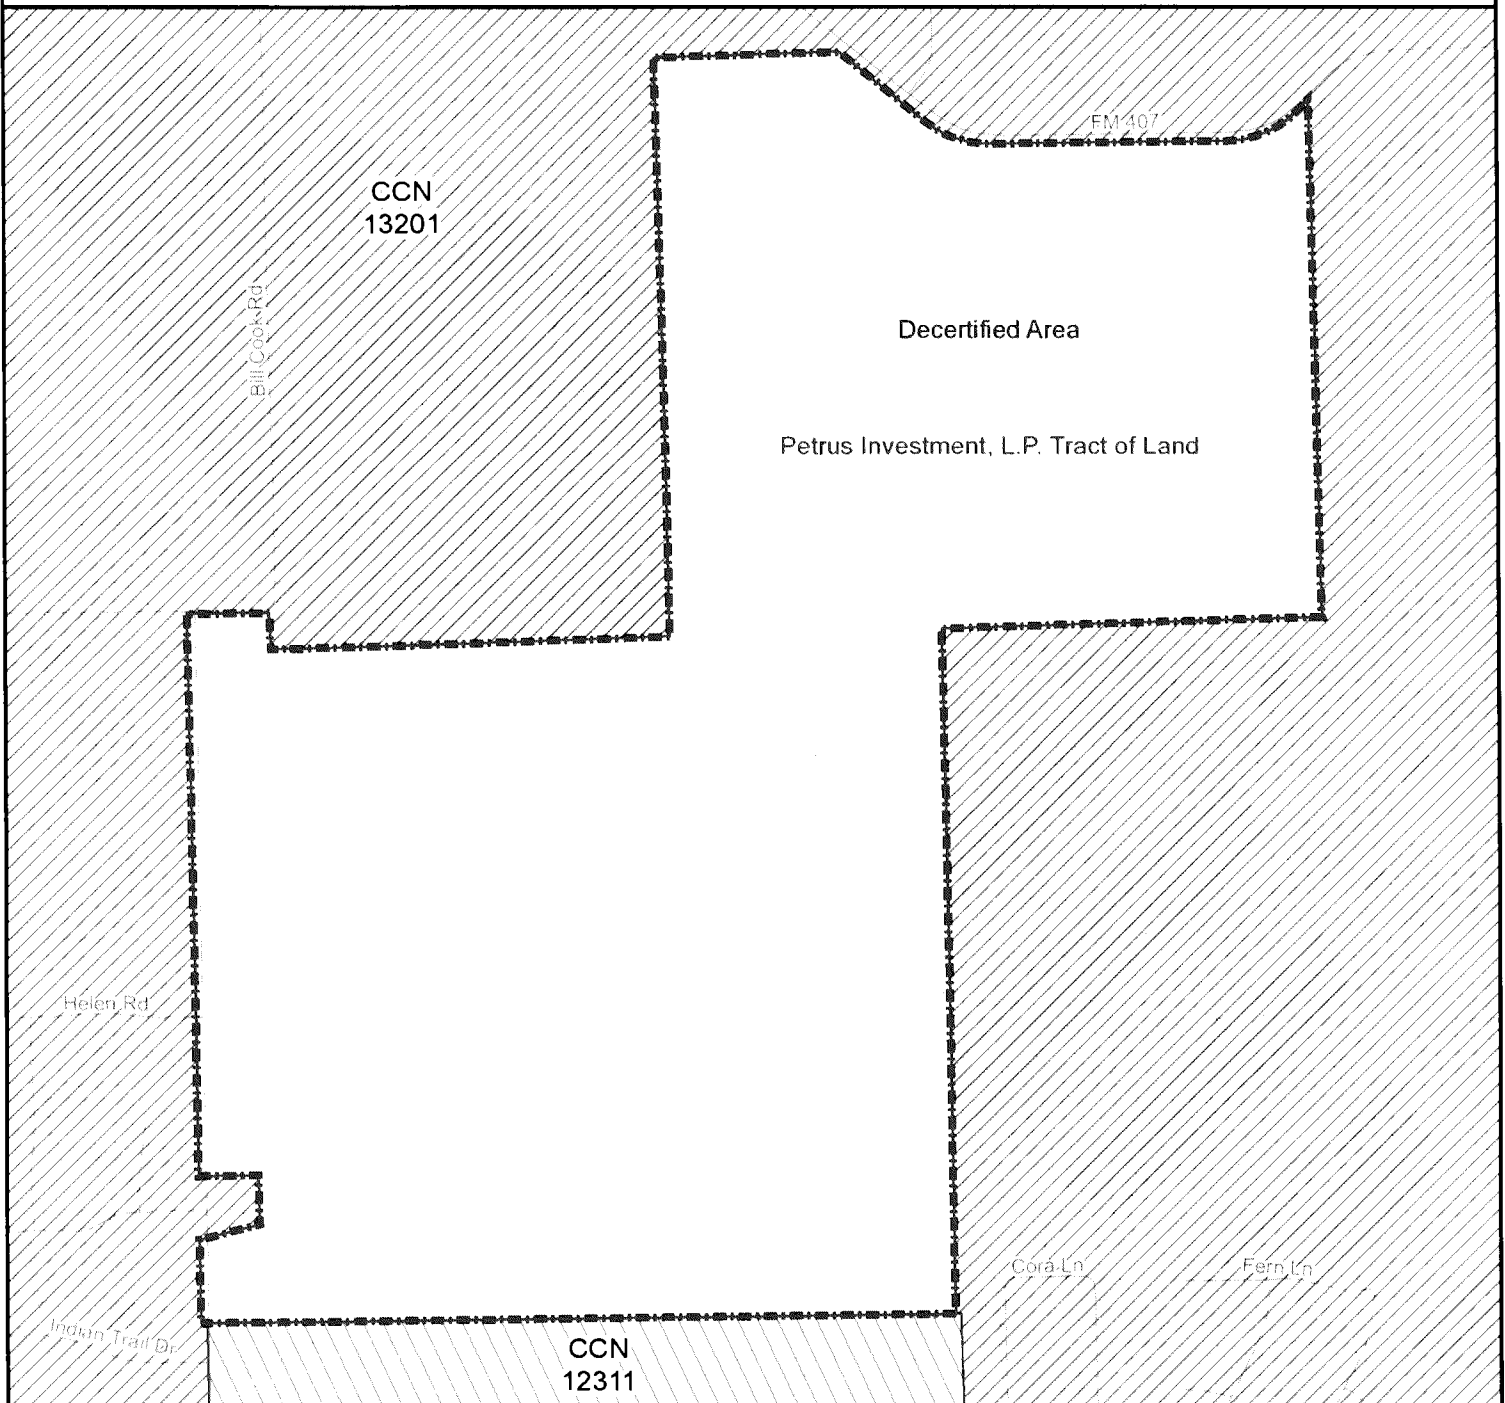 FM 407
CCN
13201
Bill Cook Rd
Decertified Area
Petrus Investment, L.P. Tract of Land
Helen Rd
Cora Ln
Fern Ln
Indian Trail Dr
CCN
12311